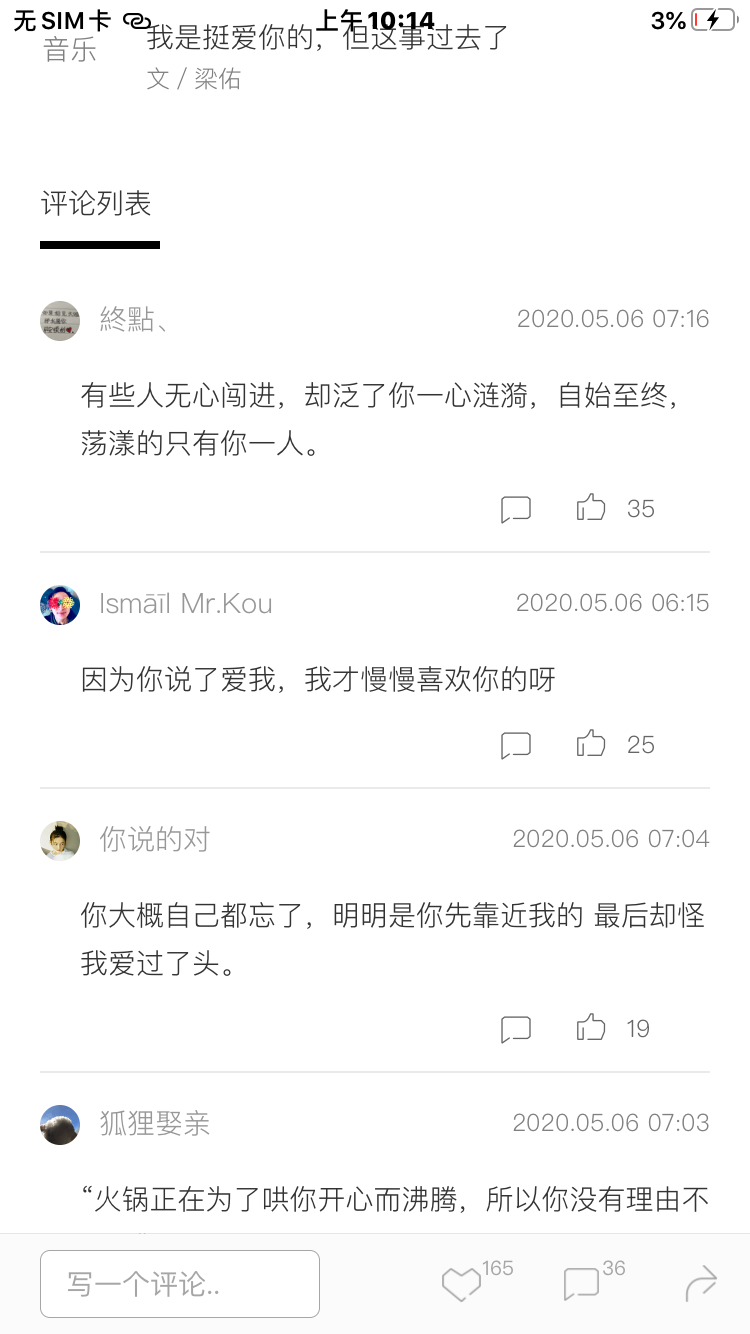 无SIM卡 上午10:14 3%
音乐 我是挺爱你的，但这事过去了
文 / 梁佑
评论列表
終點、 2020.05.06 07:16
有些人无心闯进，却泛了你一心涟漪，自始至终，
荡漾的只有你一人。
35
Ismāīl Mr.Kou 2020.05.06 06:15
因为你说了爱我，我才慢慢喜欢你的呀
25
你说的对 2020.05.06 07:04
你大概自己都忘了，明明是你先靠近我的 最后却怪
我爱过了头。
19
狐狸娶亲 2020.05.06 07:03
“火锅正在为了哄你开心而沸腾，所以你没有理由不
写一个评论.. 165 36